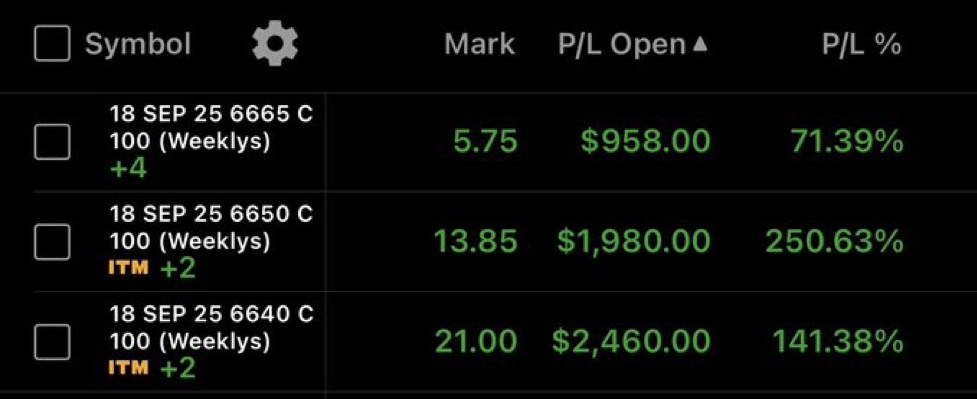 Symbol Mark P/L Open ▲ P/L %
18 SEP 25 6665 C
100 (Weeklys) 5.75 $958.00 71.39%
+4
18 SEP 25 6650 C
100 (Weeklys) 13.85 $1,980.00 250.63%
ITM +2
18 SEP 25 6640 C
100 (Weeklys) 21.00 $2,460.00 141.38%
ITM +2